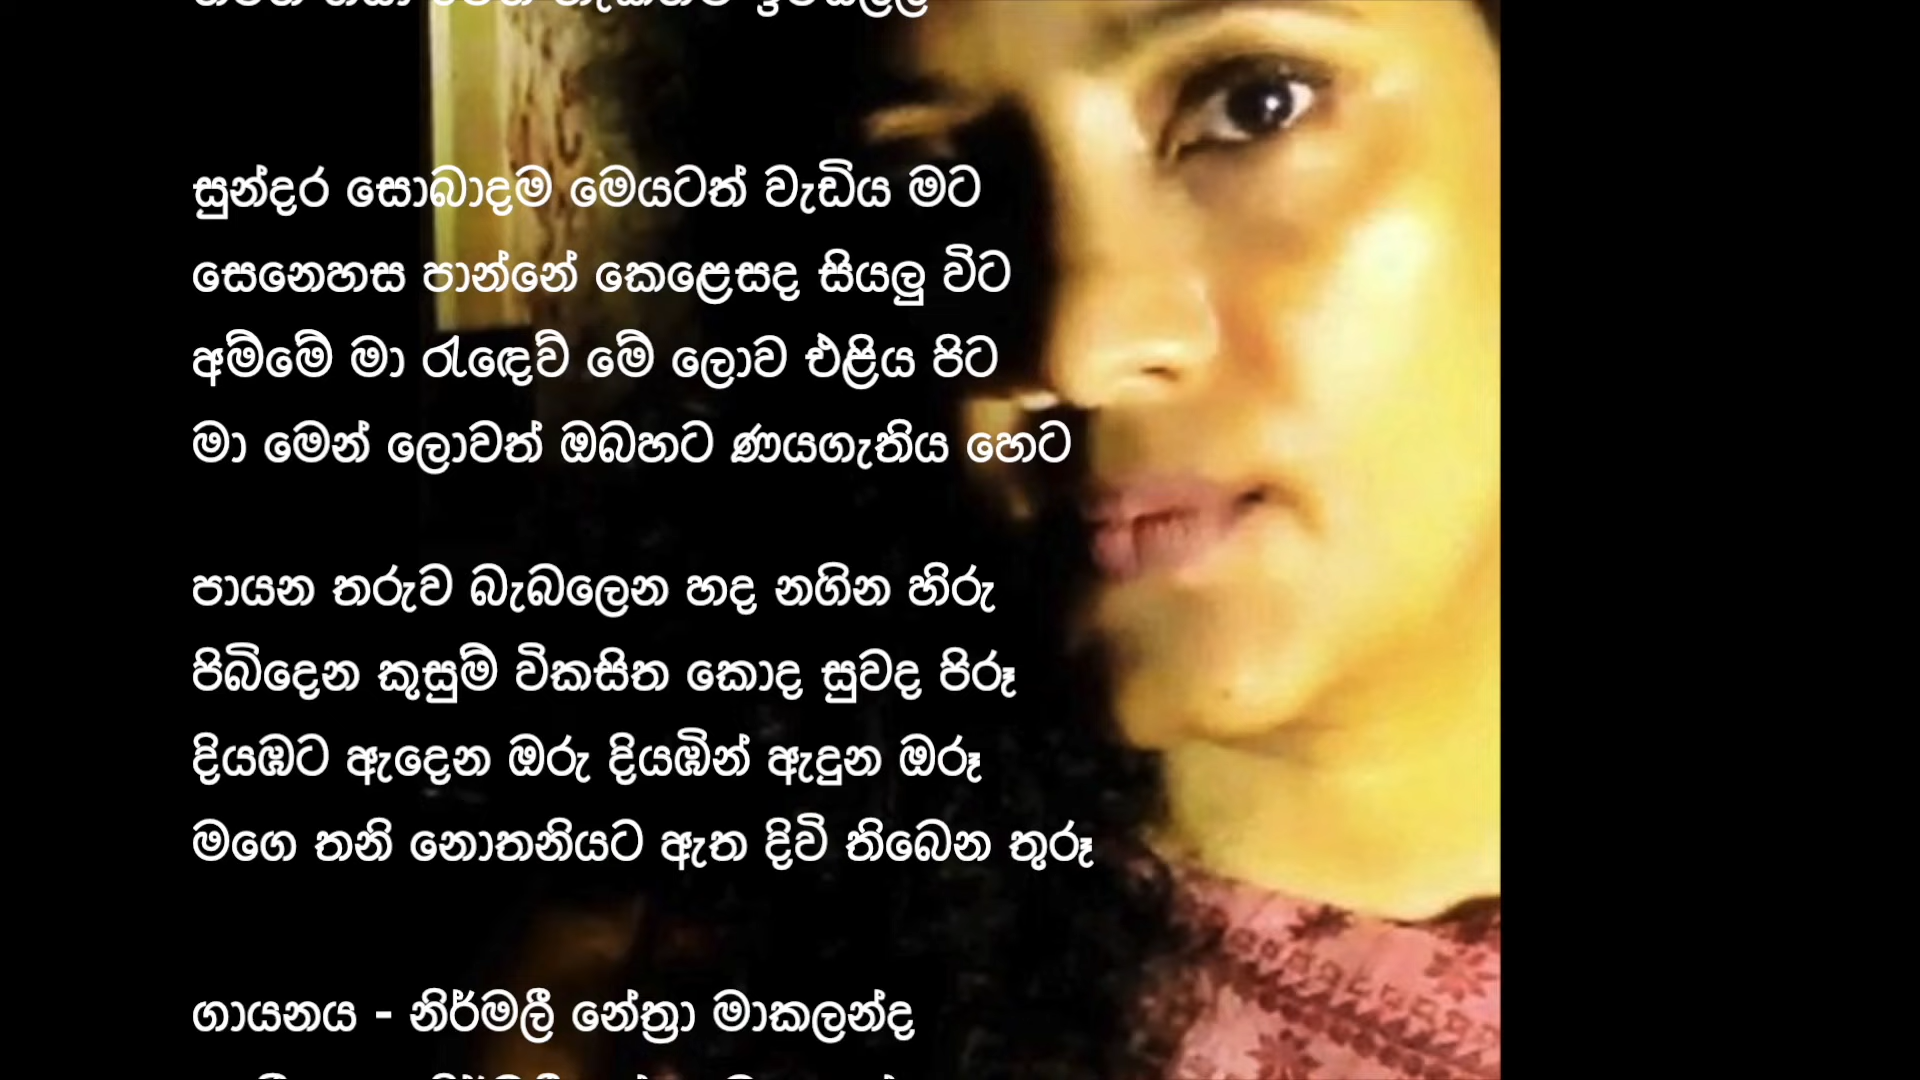 සුන්දර සොබාදම මෙයටත් වැඩිය මට
සෙනෙහස පාන්නේ කෙළෙසද සියලු විට
අම්මේ මා රැඳෙව් මේ ලොව එළිය පිට
මා මෙන් ලොවත් ඔබහට ණයගැතිය හෙට
පායන තරුව බැබලෙන හද නගින හිරු
පිබිදෙන කුසුම් විකසිත කොද සුවද පිරූ
දියඹට ඇදෙන ඔරු දියඹින් ඇදුන ඔරූ
මගෙ තනි නොතනියට ඇත දිවි තිබෙන තුරූ
ගායනය - නිර්මලී නේත්‍රා මාකලන්ද